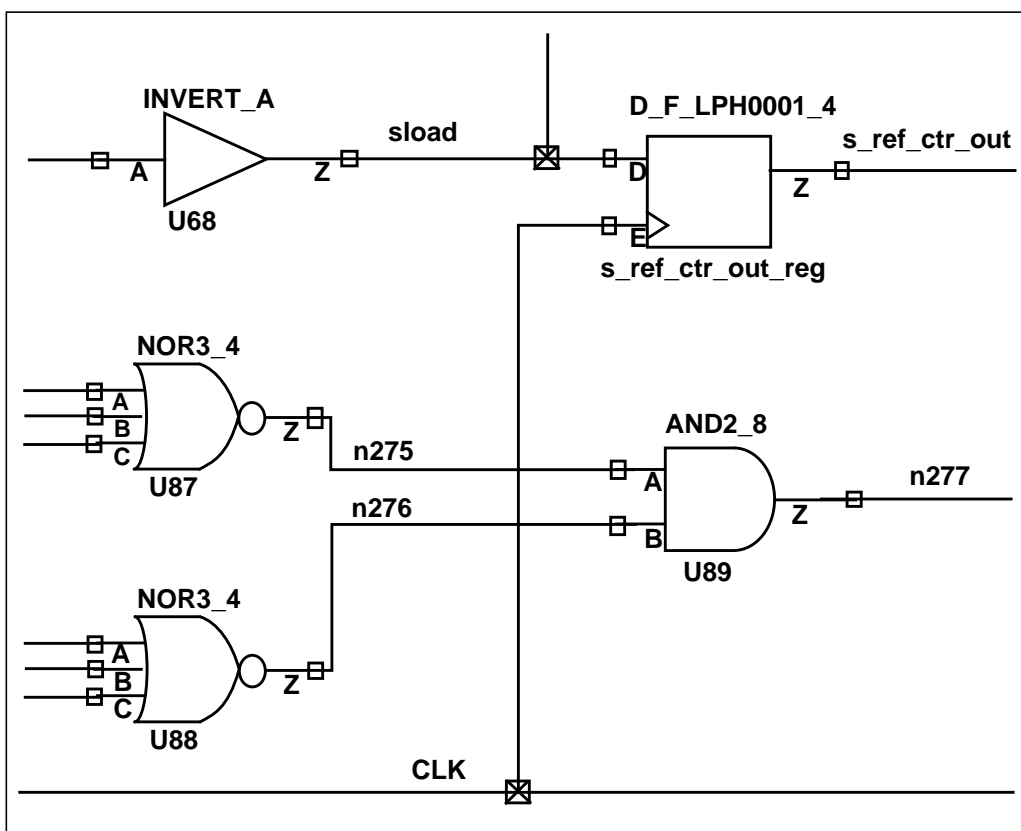 INVERT_A
D_F_LPH0001_4
sload
s_ref_ctr_out
A
Z
D
Z
U68
E
s_ref_ctr_out_reg
NOR3_4
A
B
C
Z
AND2_8
n275
n277
U87
A
n276
Z
B
U89
NOR3_4
A
B
C
Z
U88
CLK